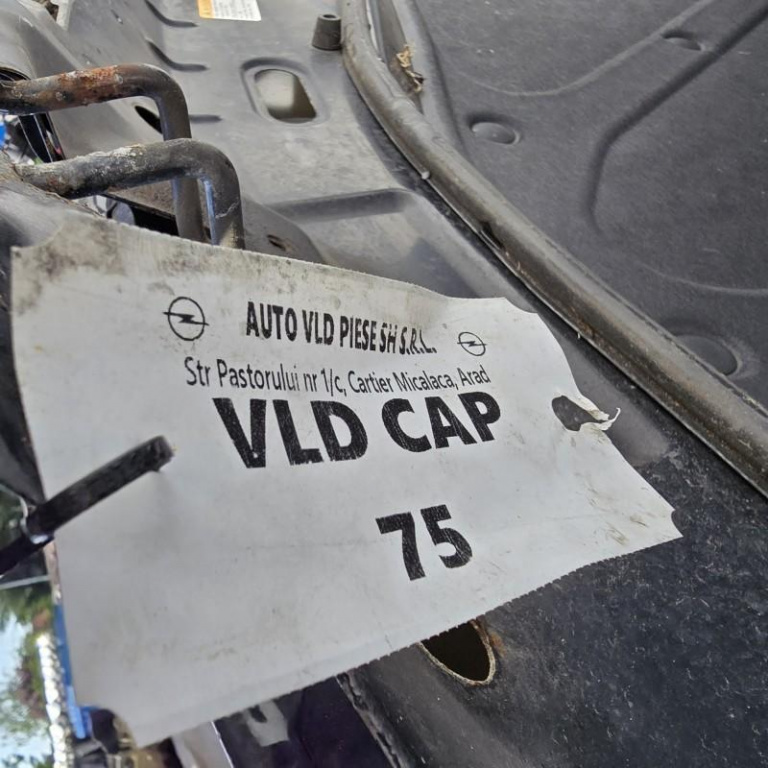 AUTO VLD PIESE SH S.R.L.
Str Pastorului nr 1/c, Cartier Micalaca, Arad
VLD CAP
75